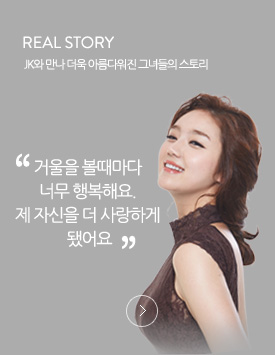 REAL STORY
JK와 만나 더욱 아름다워진 그녀들의 스토리
“ 거울을 볼때마다
너무 행복해요.
제 자신을 더 사랑하게
됐어요 ”